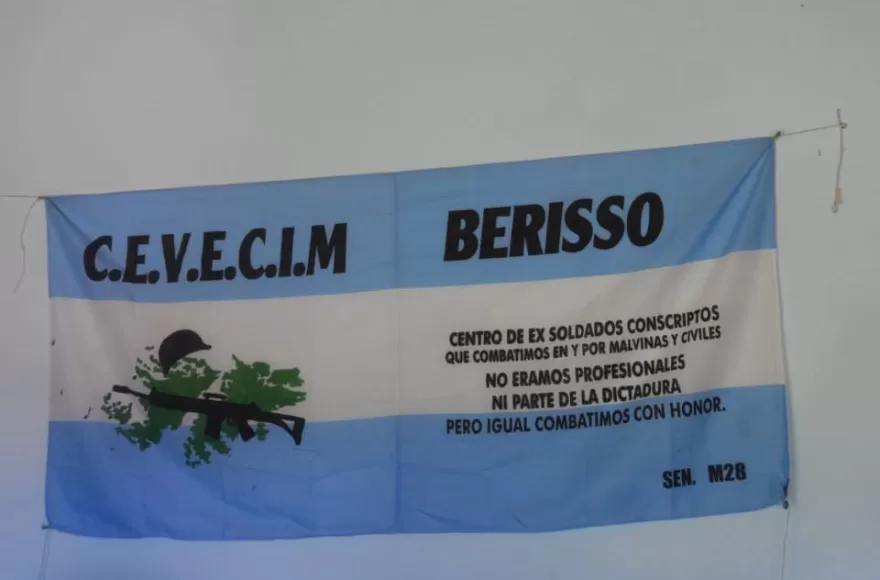 C.E.V.E.C.I.M BERISSO
CENTRO DE EX SOLDADOS CONSCRIPTOS
QUE COMBATIMOS EN Y POR MALVINAS Y CIVILES
NO ERAMOS PROFESIONALES
NI PARTE DE LA DICTADURA
PERO IGUAL COMBATIMOS CON HONOR.
SEN. M28